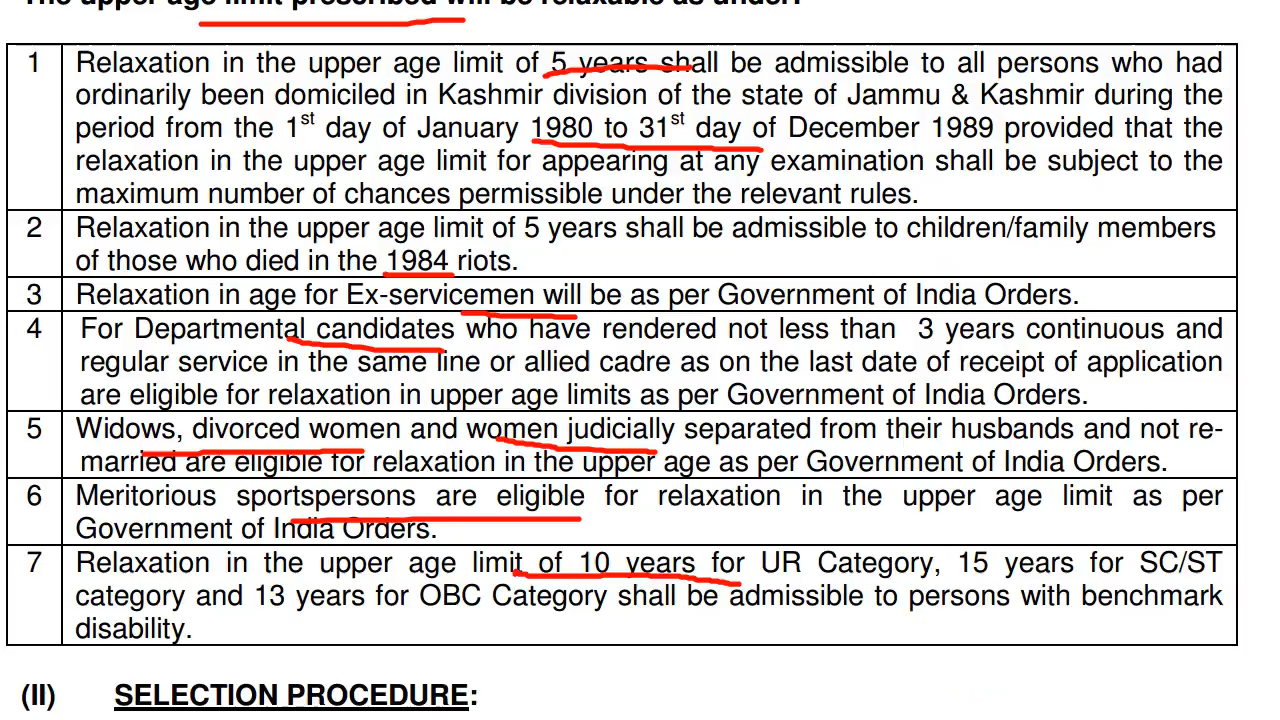 The upper age limit prescribed will be relaxable as under:
1 Relaxation in the upper age limit of 5 years shall be admissible to all persons who had
ordinarily been domiciled in Kashmir division of the state of Jammu & Kashmir during the
period from the 1st day of January 1980 to 31st day of December 1989 provided that the
relaxation in the upper age limit for appearing at any examination shall be subject to the
maximum number of chances permissible under the relevant rules.
2 Relaxation in the upper age limit of 5 years shall be admissible to children/family members
of those who died in the 1984 riots.
3 Relaxation in age for Ex-servicemen will be as per Government of India Orders.
4 For Departmental candidates who have rendered not less than 3 years continuous and
regular service in the same line or allied cadre as on the last date of receipt of application
are eligible for relaxation in upper age limits as per Government of India Orders.
5 Widows, divorced women and women judicially separated from their husbands and not re-
married are eligible for relaxation in the upper age as per Government of India Orders.
6 Meritorious sportspersons are eligible for relaxation in the upper age limit as per
Government of India Orders.
7 Relaxation in the upper age limit of 10 years for UR Category, 15 years for SC/ST
category and 13 years for OBC Category shall be admissible to persons with benchmark
disability.
(II) SELECTION PROCEDURE: